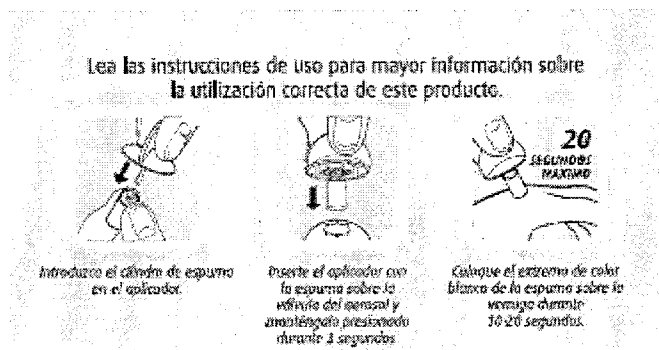 Lea las instrucciones de uso para mayor información sobre
la utilización correcta de este producto.
20
SEGUNDOS
MAXIMO
Introduzca el cilindro de espuma
en el aplicador.
Inserte el aplicador con
la espuma sobre la
válvula del aerosol y
manténgalo presionado
durante 3 segundos
Coloque el extremo de color
blanco de la espuma sobre la
verruga durante
10-20 segundos.